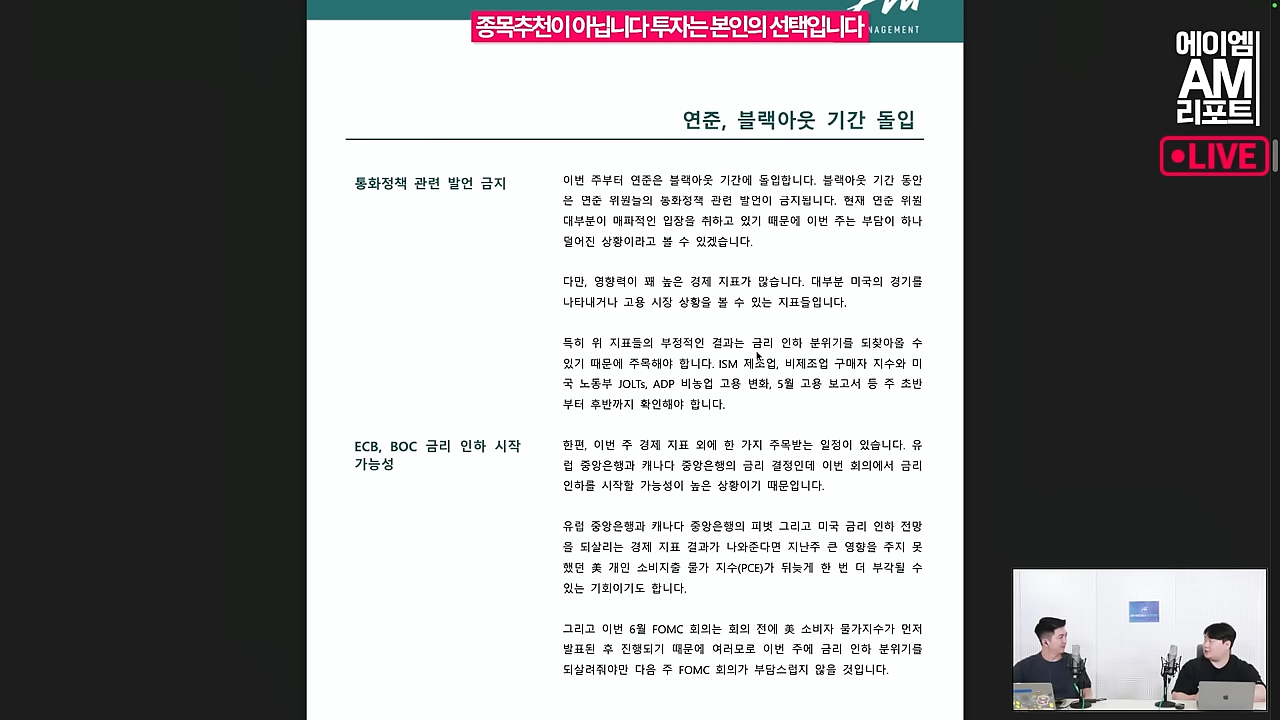 종목추천이 아닙니다 투자는 본인의 선택입니다
NAGEMENT
에이엠
AM
리포트
LIVE
연준, 블랙아웃 기간 돌입
통화정책 관련 발언 금지
이번 주부터 연준은 블랙아웃 기간에 돌입합니다. 블랙아웃 기간 동안
은 연준 위원들의 통화정책 관련 발언이 금지됩니다. 현재 연준 위원
대부분이 매파적인 입장을 취하고 있기 때문에 이번 주는 부담이 하나
덜어진 상황이라고 볼 수 있겠습니다.
다만, 영향력이 꽤 높은 경제 지표가 많습니다. 대부분 미국의 경기를
나타내거나 고용 시장 상황을 볼 수 있는 지표들입니다.
특히 위 지표들의 부정적인 결과는 금리 인하 분위기를 되찾아올 수
있기 때문에 주목해야 합니다. ISM 제조업, 비제조업 구매자 지수와 미
국 노동부 JOLTs, ADP 비농업 고용 변화, 5월 고용 보고서 등 주 초반
부터 후반까지 확인해야 합니다.
ECB, BOC 금리 인하 시작
가능성
한편, 이번 주 경제 지표 외에 한 가지 주목받는 일정이 있습니다. 유
럽 중앙은행과 캐나다 중앙은행의 금리 결정인데 이번 회의에서 금리
인하를 시작할 가능성이 높은 상황이기 때문입니다.
유럽 중앙은행과 캐나다 중앙은행의 피벗 그리고 미국 금리 인하 전망
을 되살리는 경제 지표 결과가 나와준다면 지난주 큰 영향을 주지 못
했던 美 개인 소비지출 물가 지수(PCE)가 뒤늦게 한 번 더 부각될 수
있는 기회이기도 합니다.
그리고 이번 6월 FOMC 회의는 회의 전에 美 소비자 물가지수가 먼저
발표된 후 진행되기 때문에 여러모로 이번 주에 금리 인하 분위기를
되살려줘야만 다음 주 FOMC 회의가 부담스럽지 않을 것입니다.